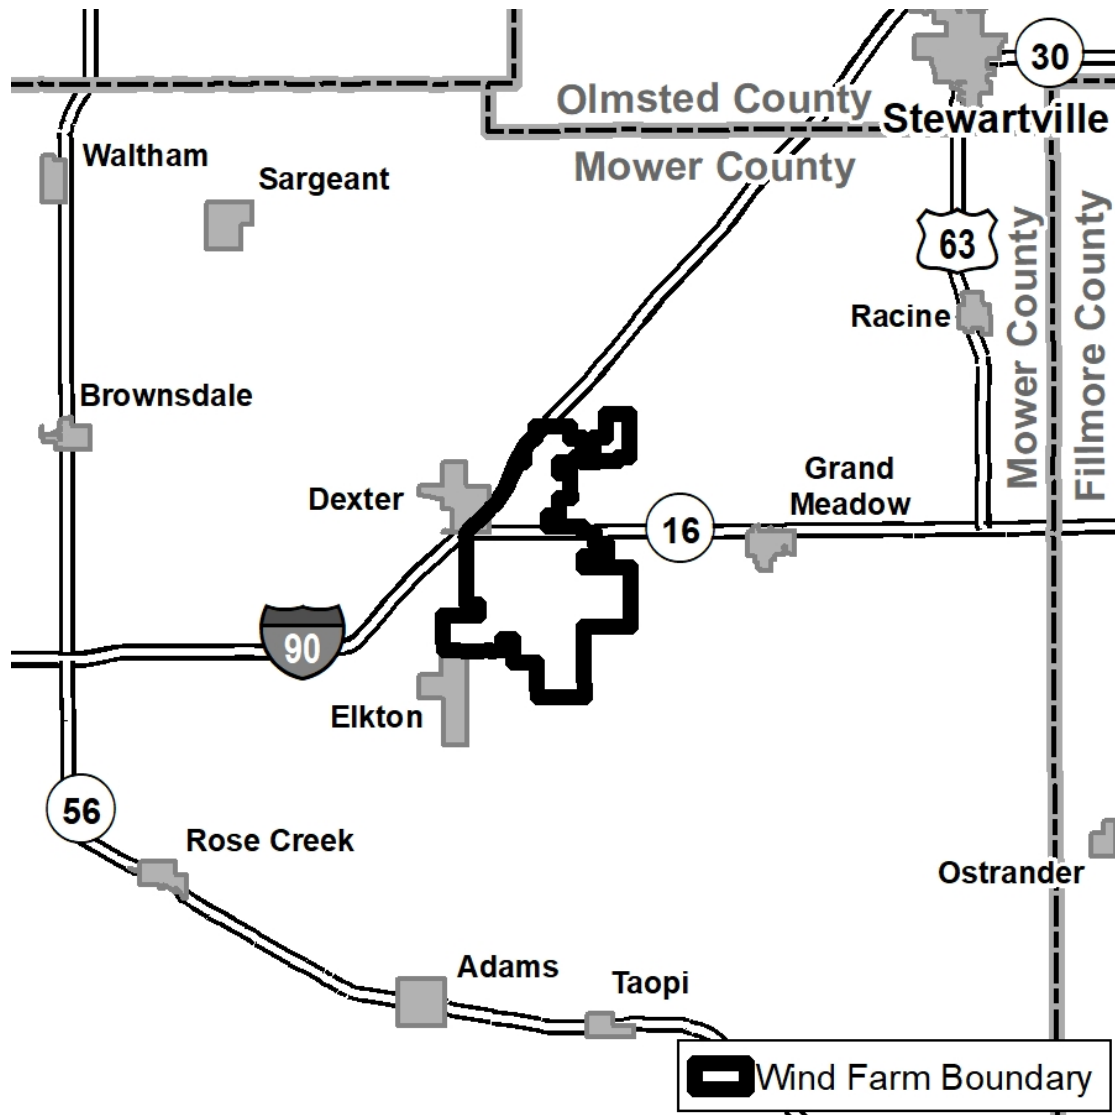 30
Olmsted County
Stewartville
Waltham
Mower County
Sargeant
Mower County
Fillmore County
63
Racine
Brownsdale
Grand
Meadow
Dexter
16
90
Elkton
56
Rose Creek
Ostrander
Adams
Taopi
Wind Farm Boundary